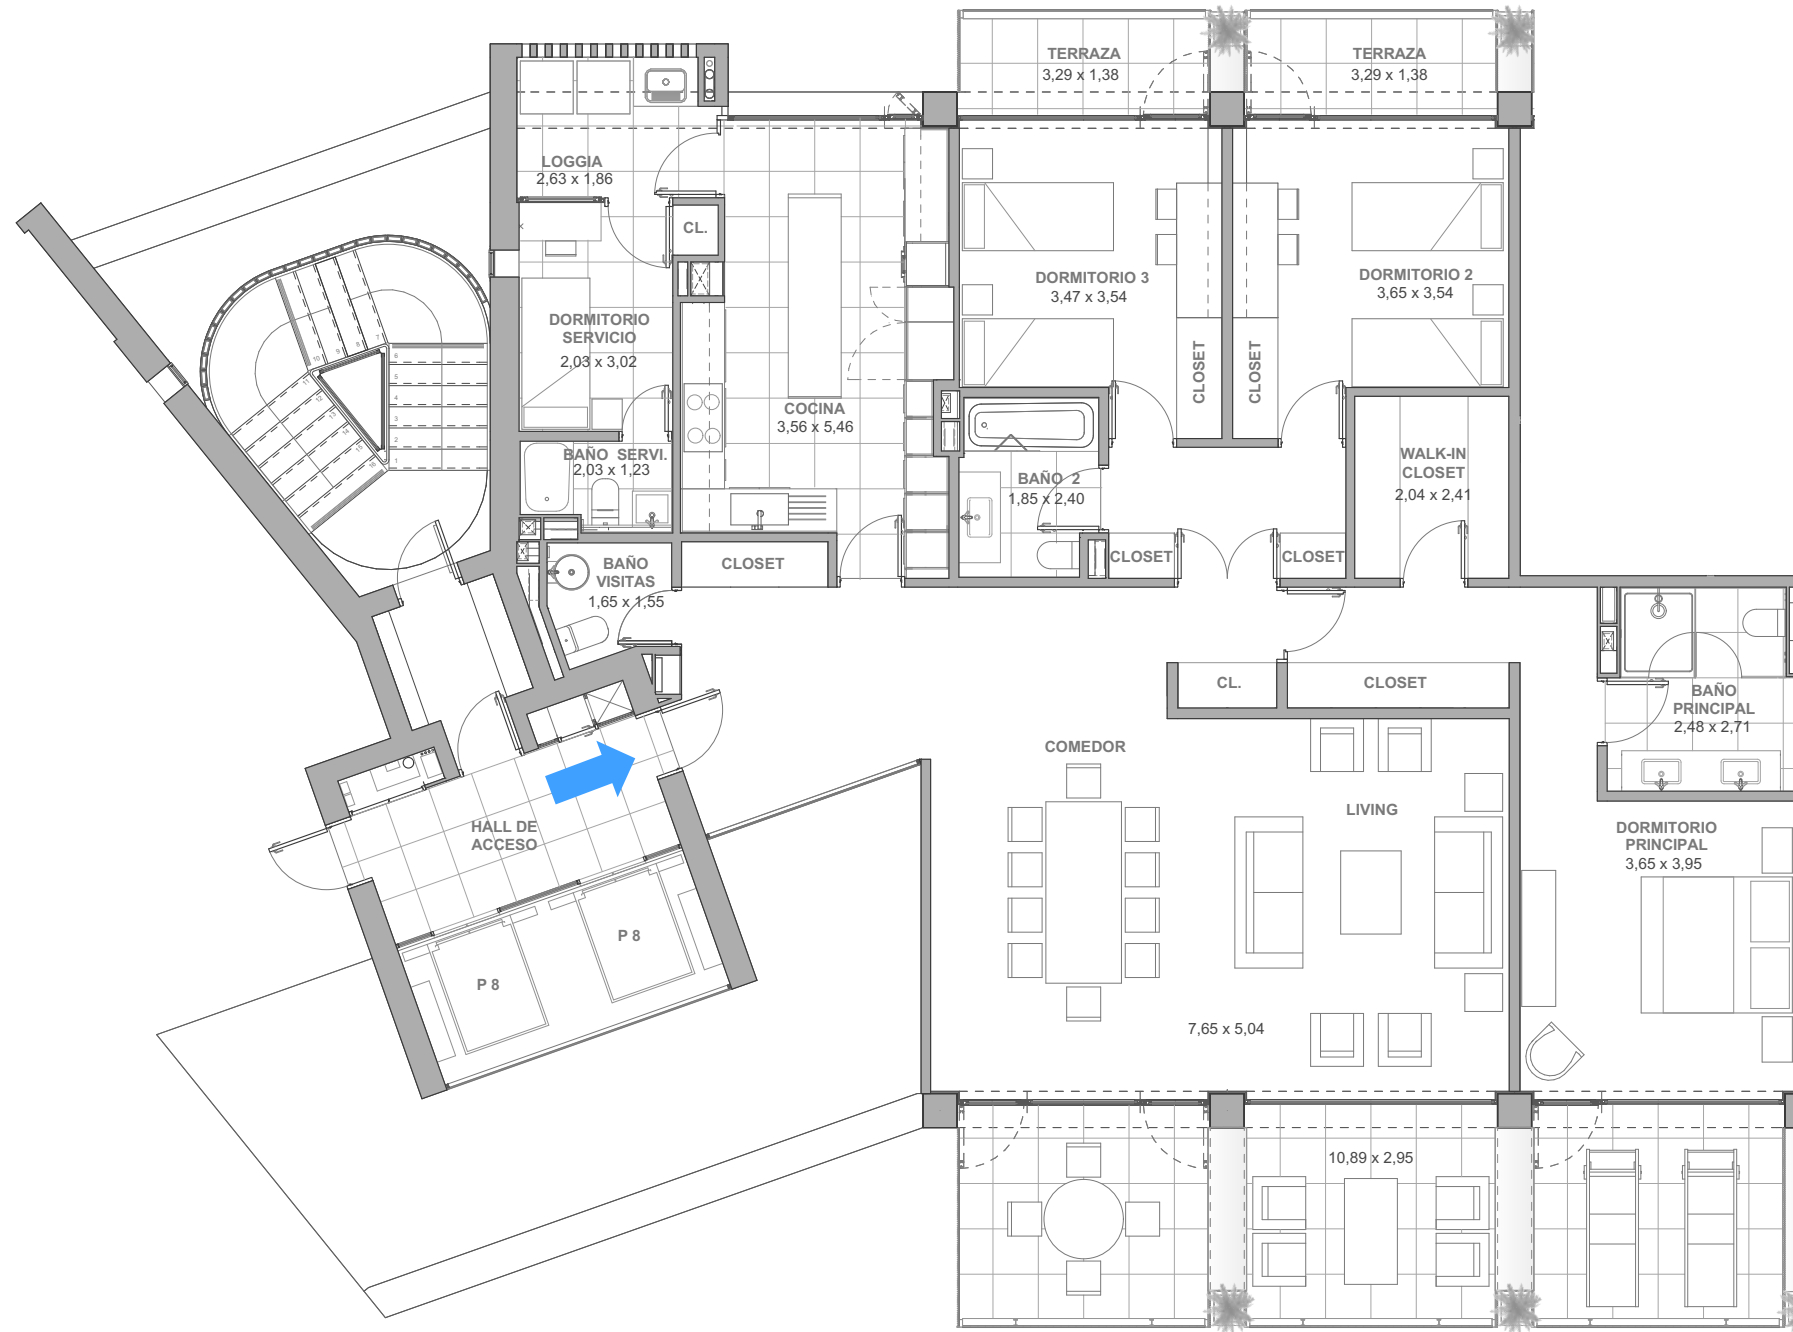 TERRAZA
3,29 x 1,38
TERRAZA
3,29 x 1,38
LOGGIA
2,63 x 1,86
CL.
DORMITORIO 3
3,47 x 3,54
DORMITORIO 2
3,65 x 3,54
DORMITORIO
SERVICIO
2,03 x 3,02
CLOSET
CLOSET
COCINA
3,56 x 5,46
BAÑO SERVI.
2,03 x 1,23
BAÑO 2
1,85 x 2,40
WALK-IN
CLOSET
2,04 x 2,41
BAÑO
VISITAS
1,65 x 1,55
CLOSET
CLOSET
CLOSET
CL.
CLOSET
BAÑO
PRINCIPAL
2,48 x 2,71
COMEDOR
LIVING
HALL DE
ACCESO
DORMITORIO
PRINCIPAL
3,65 x 3,95
P 8
P 8
7,65 x 5,04
10,89 x 2,95